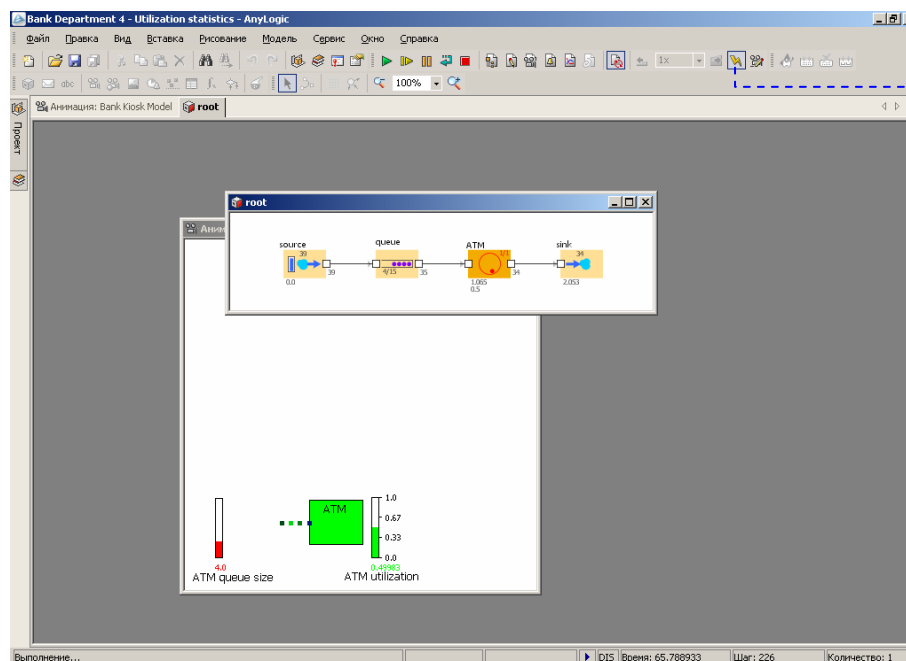 Bank Department 4 - Utilization statistics - AnyLogic
Файл Правка Вид Вставка Рисование Модель Сервис Окно Справка
1x
abc 100%
Анимация: Bank Kiosk Model root
Проект
root
Аним
source queue ATM sink
39 1/1 34
39 4/15 35 34
0.0 1.065 2.053
0.5
ATM 1.0
0.67
0.33
0.0
4.0 0.49983
ATM queue size ATM utilization
Выполнение... DIS Время: 65.788933 Шаг: 226 Количество: 1